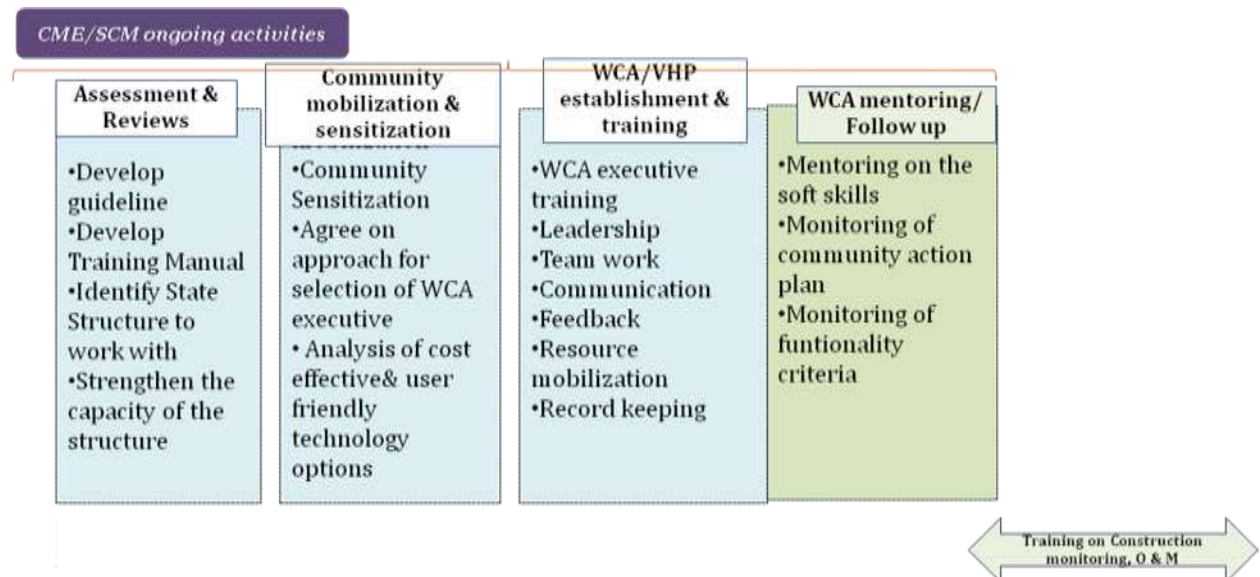 CME/SCM ongoing activities
Assessment &
Reviews
•Develop
guideline
•Develop
Training Manual
•Identify State
Structure to
work with
•Strengthen the
capacity of the
structure
Community
mobilization &
sensitization
•Community
Sensitization
•Agree on
approach for
selection of WCA
executive
• Analysis of cost
effective& user
friendly
technology
options
WCA/VHP
establishment &
training
•WCA executive
training
•Leadership
•Team work
•Communication
•Feedback
•Resource
mobilization
•Record keeping
WCA mentoring/
Follow up
•Mentoring on the
soft skills
•Monitoring of
community action
plan
•Monitoring of
funtionality
criteria
Training on Construction
monitoring, O & M